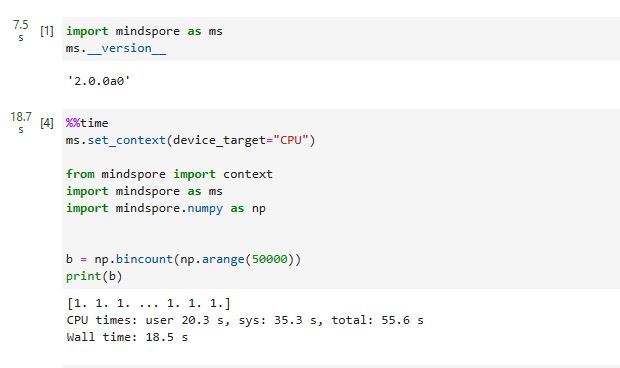 7.5
s
[1] import mindspore as ms
ms.__version__
'2.0.0a0'
18.7
s
[4] %%time
ms.set_context(device_target="CPU")
from mindspore import context
import mindspore as ms
import mindspore.numpy as np
b = np.bincount(np.arange(50000))
print(b)
[1. 1. 1. ... 1. 1. 1.]
CPU times: user 20.3 s, sys: 35.3 s, total: 55.6 s
Wall time: 18.5 s